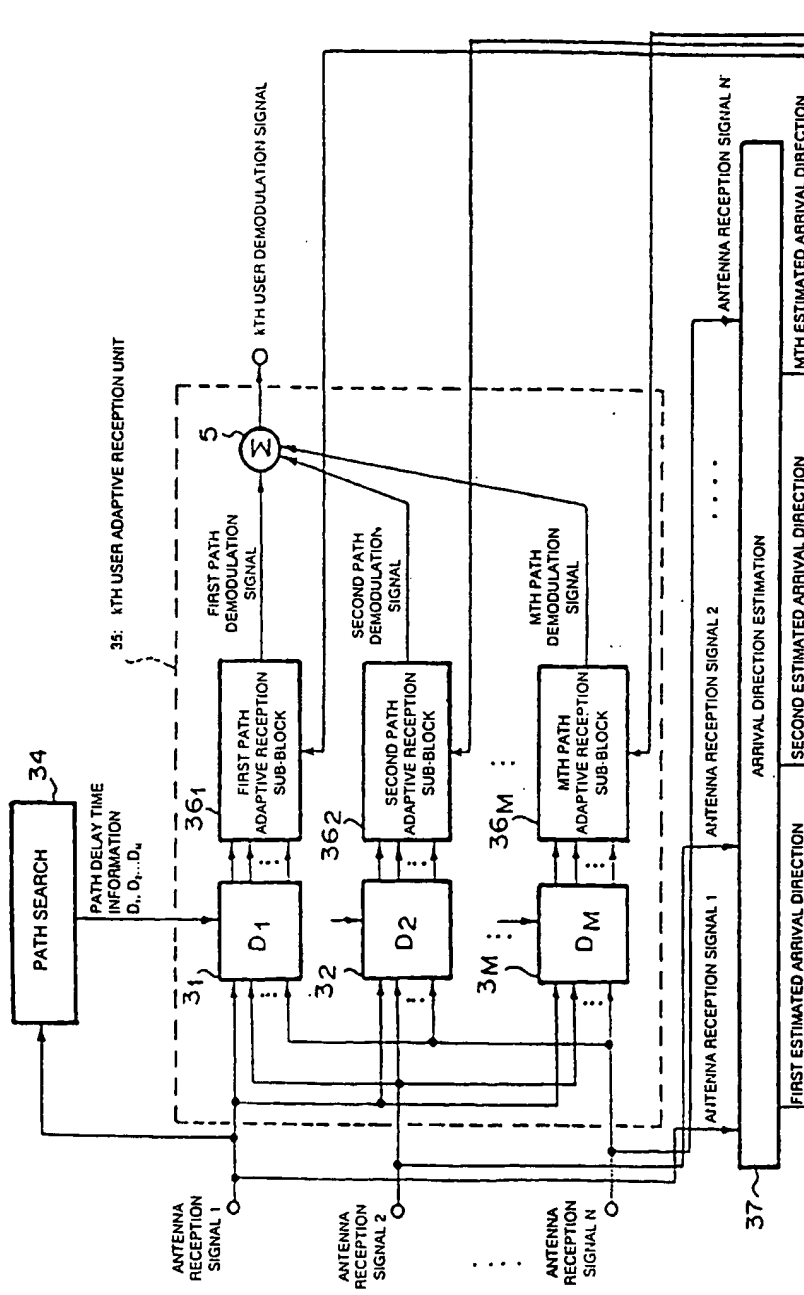 34
PATH SEARCH
PATH DELAY TIME
INFORMATION
D₁, D₂...D_M
35: kTH USER ADAPTIVE RECEPTION UNIT
ANTENNA
RECEPTION
SIGNAL 1
31
D1
361
FIRST PATH
ADAPTIVE RECEPTION
SUB-BLOCK
FIRST PATH
DEMODULATION
SIGNAL
5
Σ
kTH USER DEMODULATION SIGNAL
ANTENNA
RECEPTION
SIGNAL 2
32
D2
362
SECOND PATH
ADAPTIVE RECEPTION
SUB-BLOCK
SECOND PATH
DEMODULATION
SIGNAL
ANTENNA
RECEPTION
SIGNAL N
3M
DM
36M
MTH PATH
ADAPTIVE RECEPTION
SUB-BLOCK
MTH PATH
DEMODULATION
SIGNAL
ANTENNA RECEPTION SIGNAL 1
ANTENNA RECEPTION SIGNAL 2
ANTENNA RECEPTION SIGNAL N
37
ARRIVAL DIRECTION ESTIMATION
FIRST ESTIMATED ARRIVAL DIRECTION
SECOND ESTIMATED ARRIVAL DIRECTION
MTH ESTIMATED ARRIVAL DIRECTION